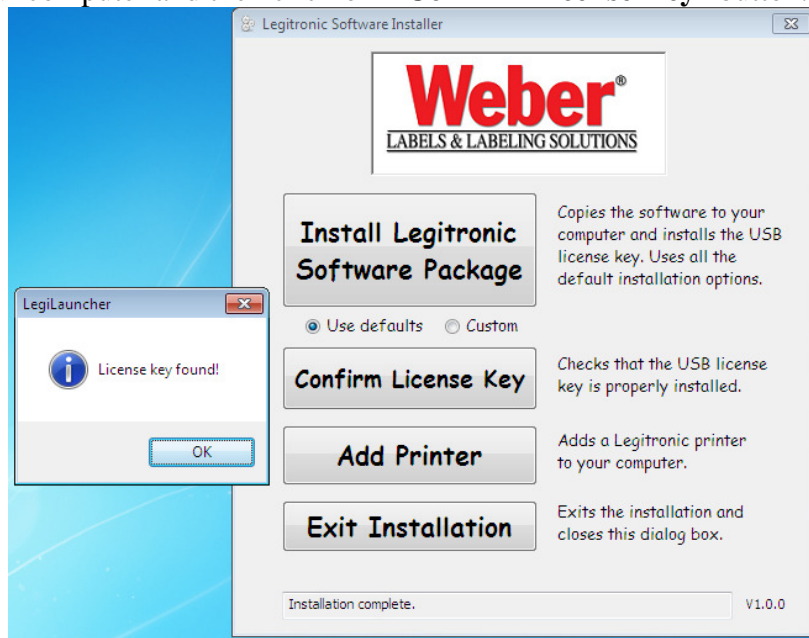 Legitronic Software Installer
Weber®
LABELS & LABELING SOLUTIONS
Install Legitronic
Software Package
Copies the software to your
computer and installs the USB
license key. Uses all the
default installation options.
Use defaults Custom
LegiLauncher
License key found!
OK
Confirm License Key
Checks that the USB license
key is properly installed.
Add Printer
Adds a Legitronic printer
to your computer.
Exit Installation
Exits the installation and
closes this dialog box.
Installation complete.
V1.0.0